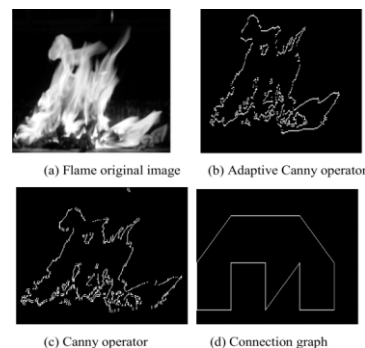 (a) Flame original image
(b) Adaptive Canny operator
(c) Canny operator
(d) Connection graph